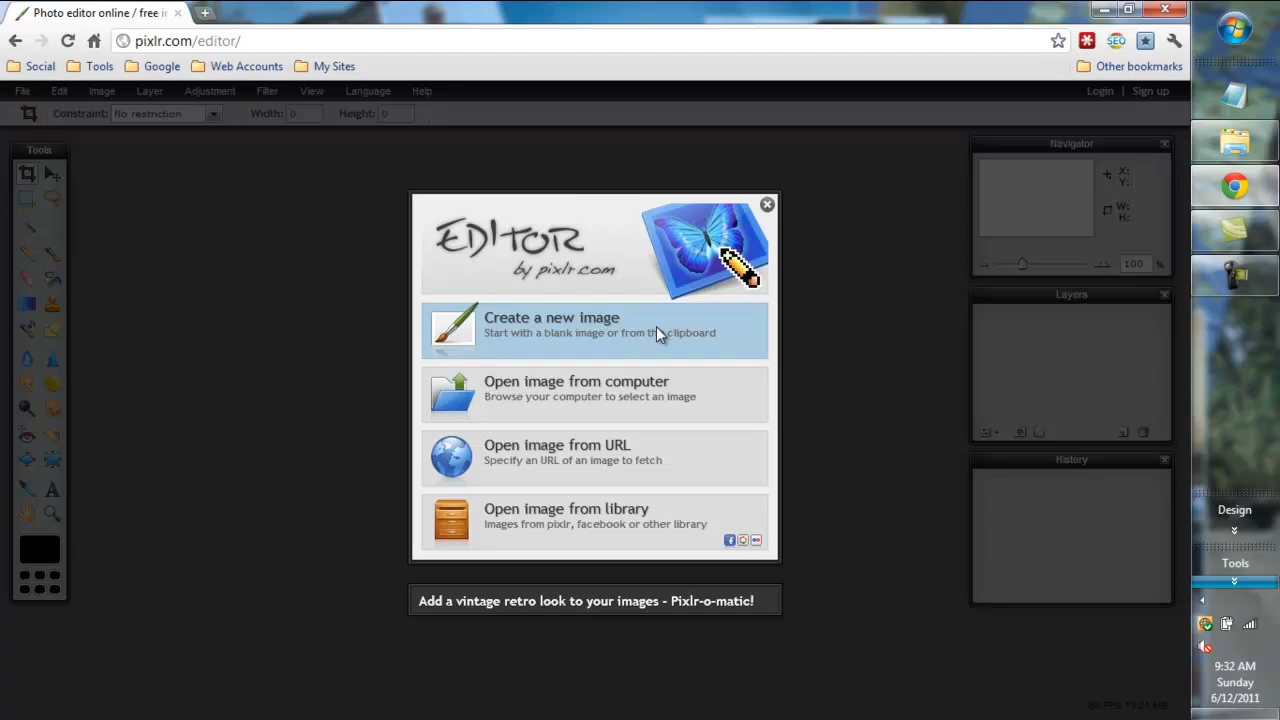 Photo editor online / free i
pixlr.com/editor/
SEO
Social
Tools
Google
Web Accounts
My Sites
Other bookmarks
File Edit Image Layer Adjustment Filter View Language Help
Login | Sign up
Constraint: No restriction Width: 0 Height: 0
Tools
Navigator
X:
Y:
W:
H:
100 %
EDITOR
by pixlr.com
Create a new image
Start with a blank image or from the clipboard
Open image from computer
Browse your computer to select an image
Open image from URL
Specify an URL of an image to fetch
Open image from library
Images from pixlr, facebook or other library
Add a vintage retro look to your images - Pixlr-o-matic!
Layers
History
Design
Tools
9:32 AM
Sunday
6/12/2011